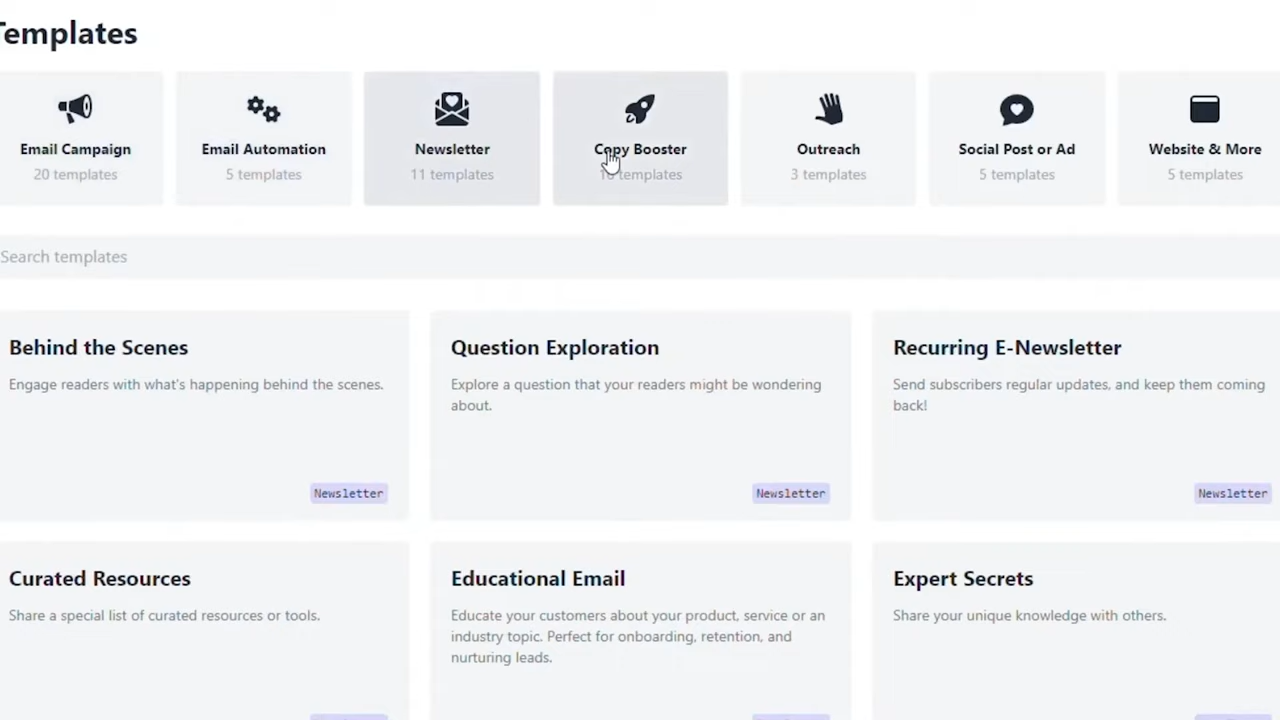 Templates
Email Campaign
20 templates
Email Automation
5 templates
Newsletter
11 templates
Copy Booster
templates
Outreach
3 templates
Social Post or Ad
5 templates
Website & More
5 templates
Search templates
Behind the Scenes
Engage readers with what's happening behind the scenes.
Newsletter
Question Exploration
Explore a question that your readers might be wondering
about.
Newsletter
Recurring E-Newsletter
Send subscribers regular updates, and keep them coming
back!
Newsletter
Curated Resources
Share a special list of curated resources or tools.
Educational Email
Educate your customers about your product, service or an
industry topic. Perfect for onboarding, retention, and
nurturing leads.
Expert Secrets
Share your unique knowledge with others.